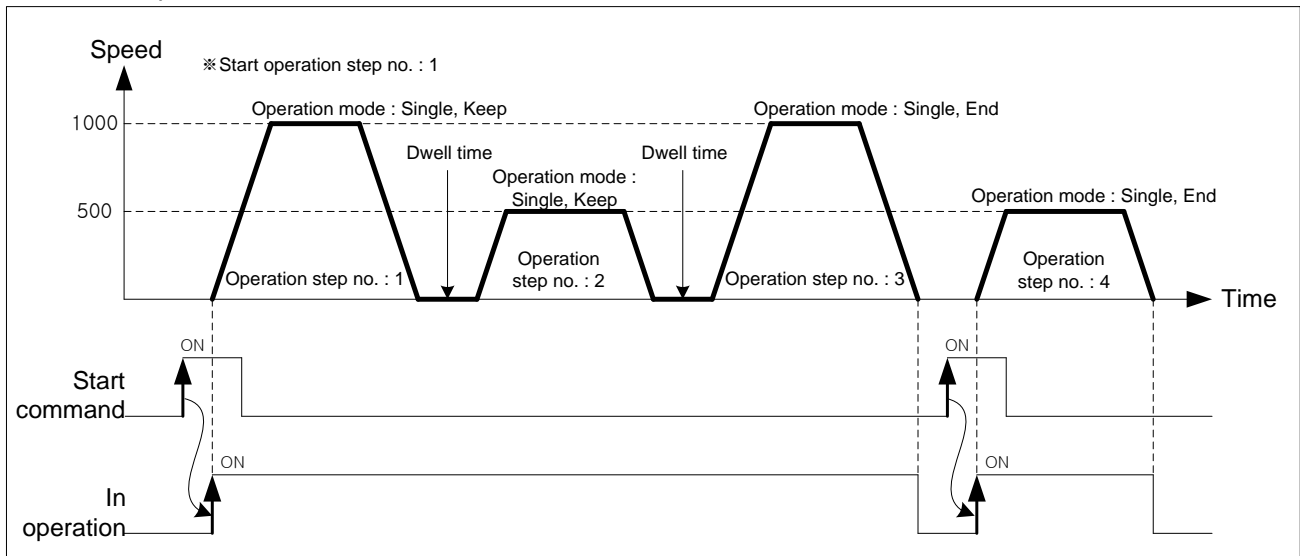 Speed
※Start operation step no. : 1
Operation mode : Single, Keep
Operation mode : Single, End
1000
Dwell time
Dwell time
Operation mode :
Single, Keep
Operation mode : Single, End
500
Operation step no. : 1
Operation
step no. : 2
Operation step no. : 3
Operation
step no. : 4
Time
ON
ON
Start
command
ON
ON
In
operation